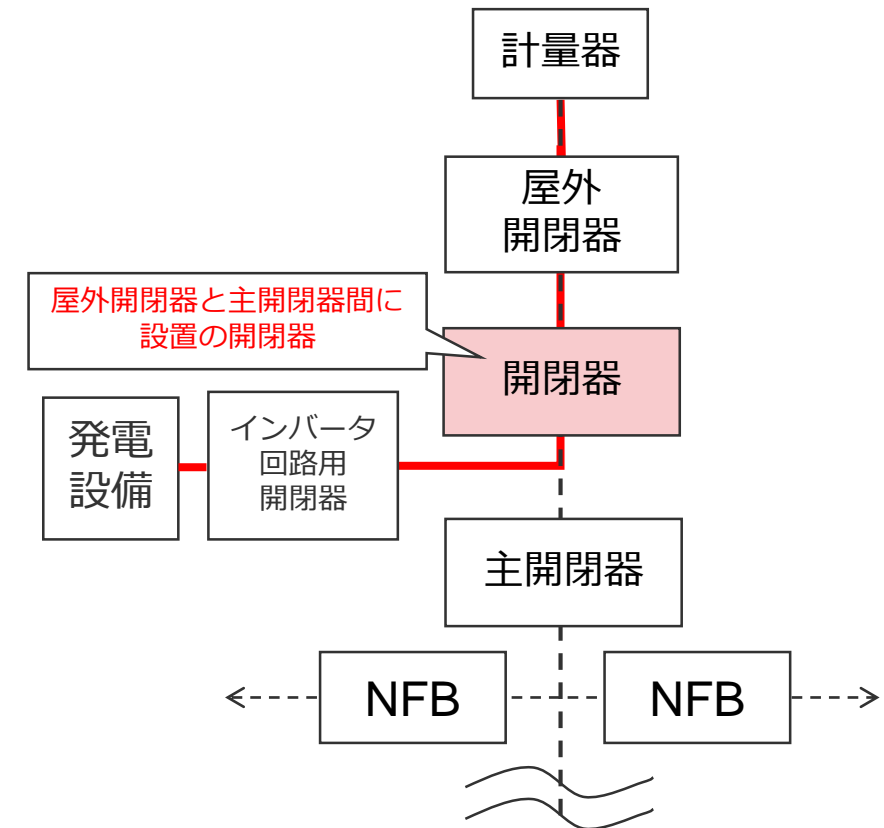 計量器
屋外
開閉器
屋外開閉器と主開閉器間に
設置の開閉器
開閉器
発電
設備
インバータ
回路用
開閉器
主開閉器
NFB
NFB